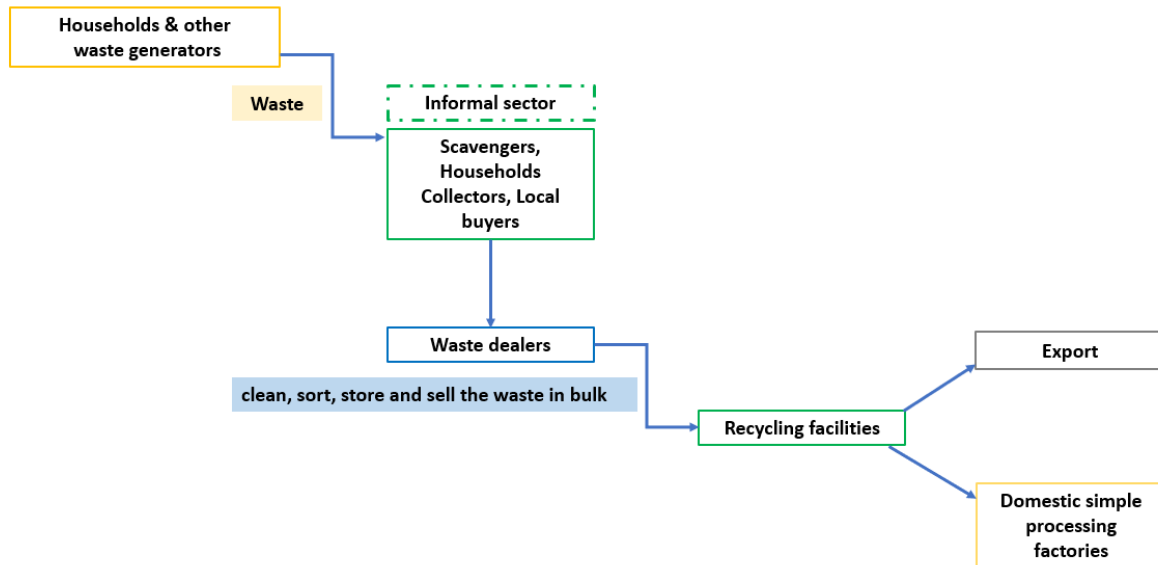 Households & other
waste generators
Waste
Informal sector
Scavengers,
Households
Collectors, Local
buyers
Waste dealers
clean, sort, store and sell the waste in bulk
Export
Recycling facilities
Domestic simple
processing
factories